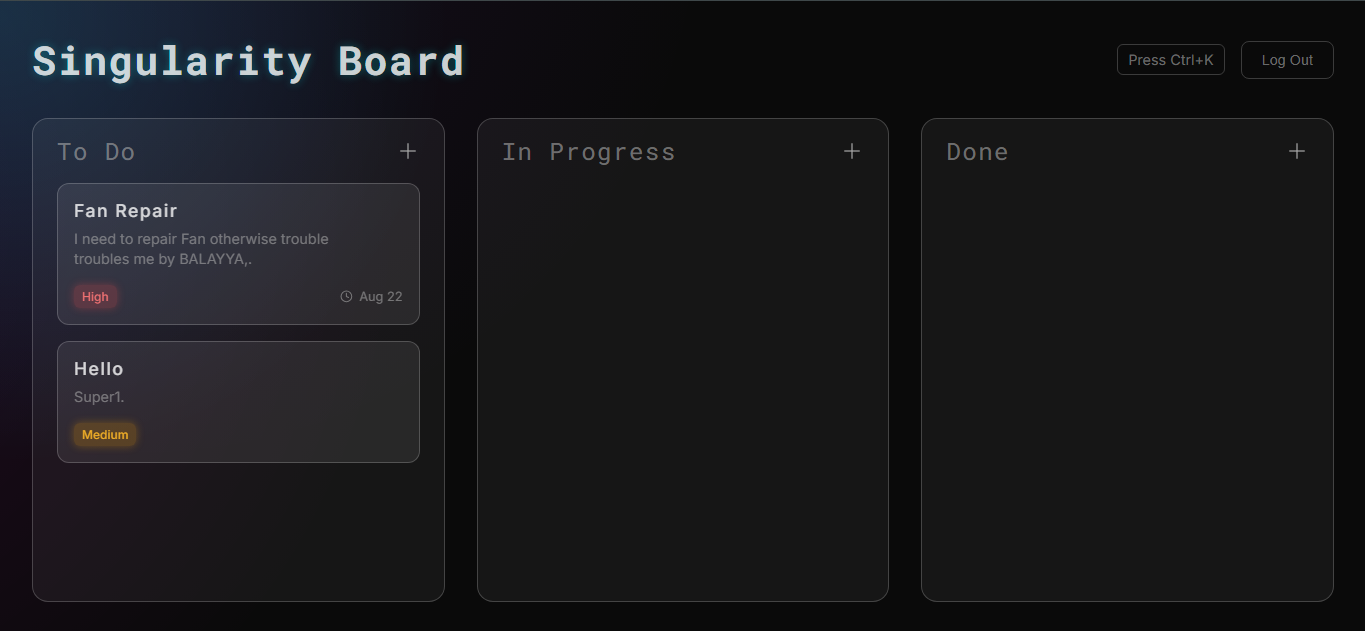 Singularity Board
Press Ctrl+K
Log Out
To Do
Fan Repair
I need to repair Fan otherwise trouble
troubles me by BALAYYA,.
High
Aug 22
Hello
Super1.
Medium
In Progress
Done